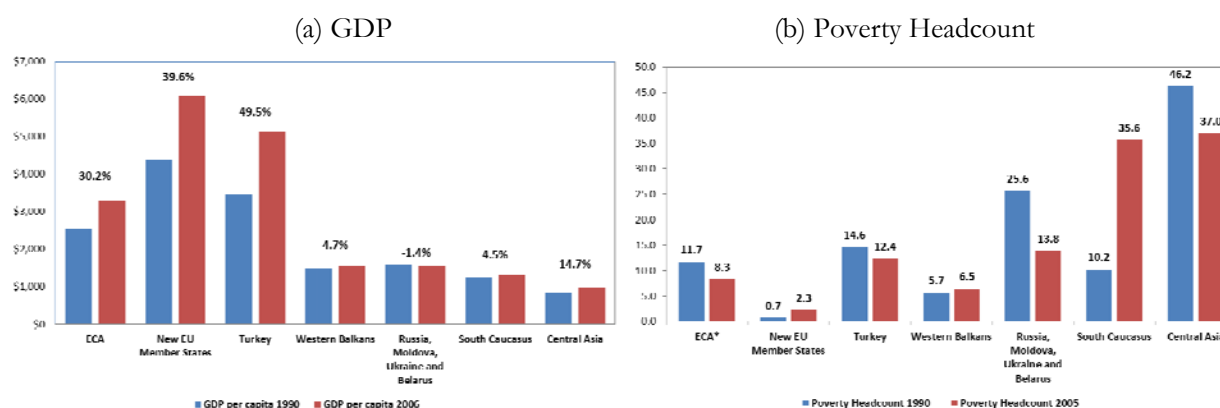 (a) GDP
$7,000
$6,000
$5,000
$4,000
$3,000
$2,000
$1,000
$0
30.2%
39.6%
49.5%
4.7%
-1.4%
4.5%
14.7%
ECA
New EU
Member States
Turkey
Western Balkans
Russia,
Moldova,
Ukraine and
Belarus
South Caucasus
Central Asia
GDP per capita 1990
GDP per capita 2006
(b) Poverty Headcount
50.0
45.0
40.0
35.0
30.0
25.0
20.0
15.0
10.0
5.0
0.0
11.7
8.3
0.7
2.3
14.6
12.4
5.7
6.5
25.6
13.8
10.2
35.6
46.2
37.0
ECA*
New EU
Member States
Turkey
Western Balkans
Russia,
Moldova,
Ukraine and
Belarus
South Caucasus
Central Asia
Poverty Headcount 1990
Poverty Headcount 2005